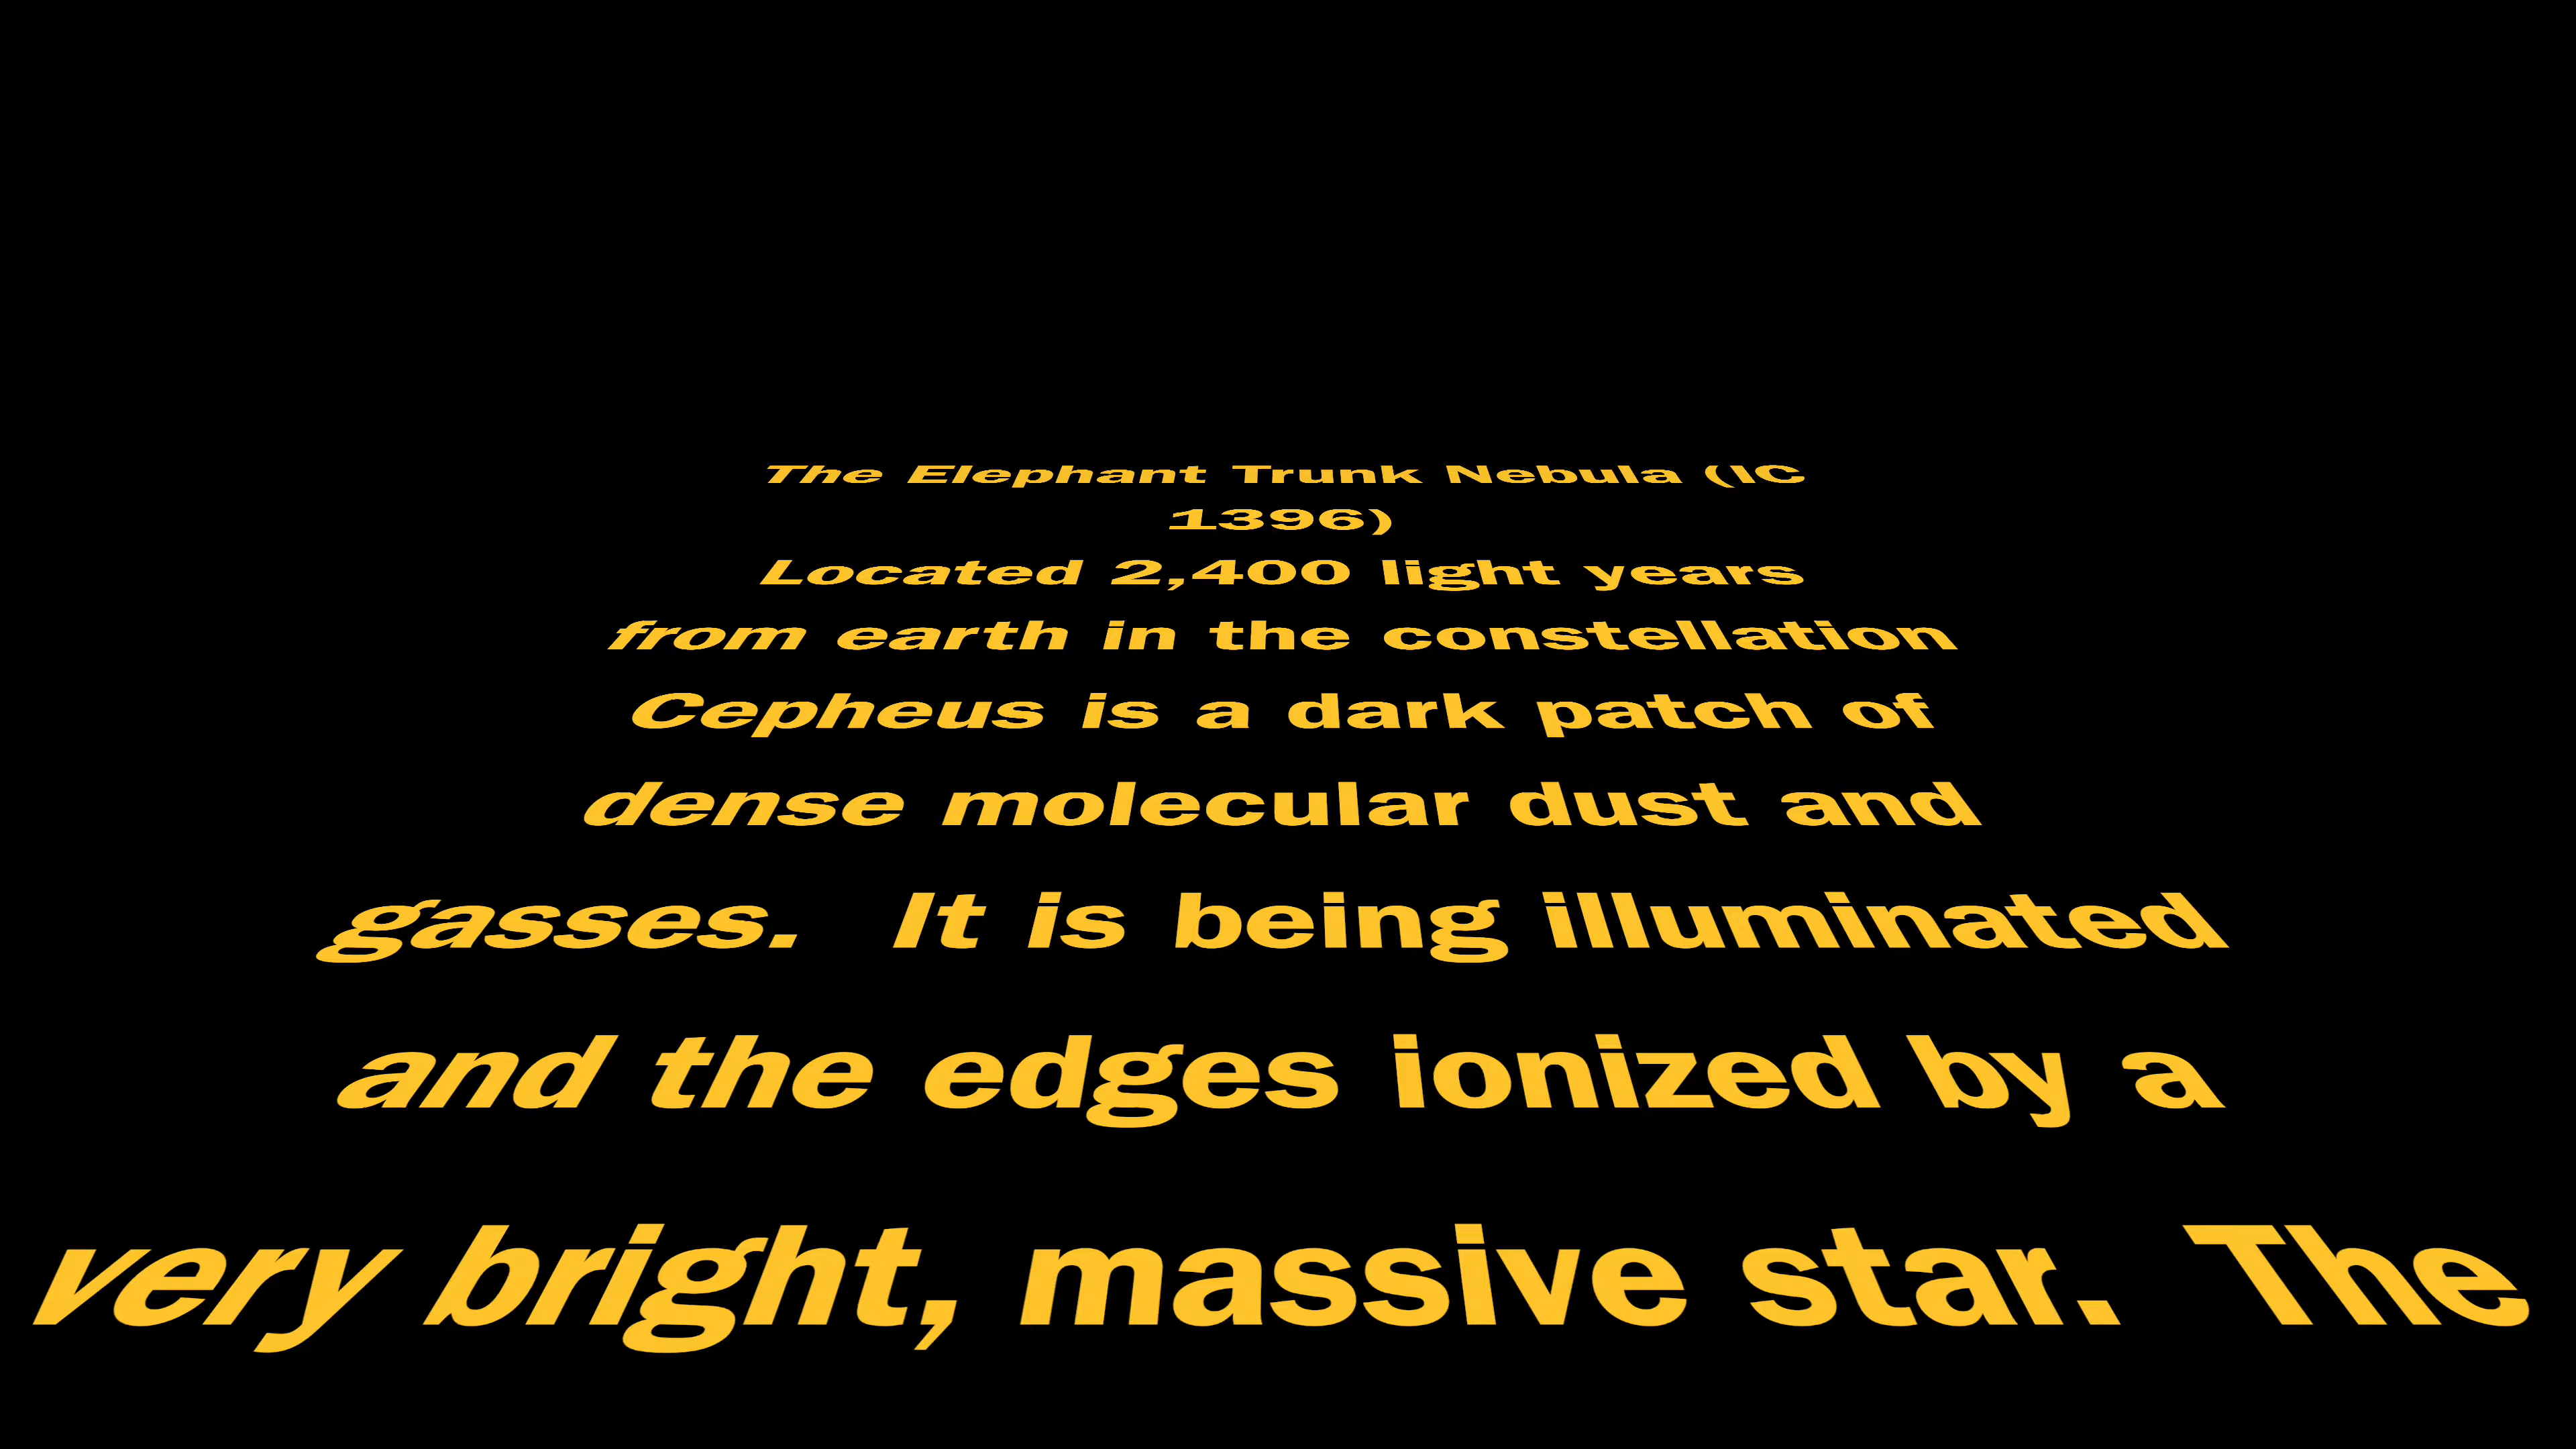 The Elephant Trunk Nebula (IC
1396)
Located 2,400 light years
from earth in the constellation
Cepheus is a dark patch of
dense molecular dust and
gasses.  It is being illuminated
and the edges ionized by a
very bright, massive star.  The